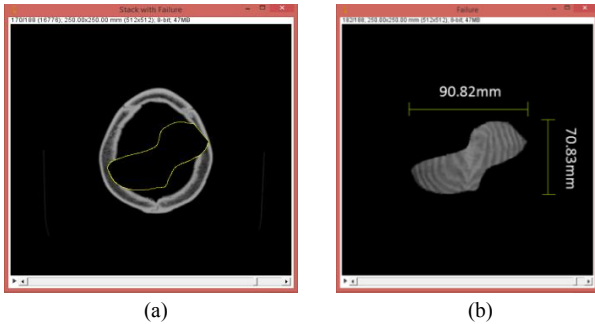 Stack with Failure
170/188 (16776); 250.00x250.00 mm (512x512); 8-bit; 47MB
(a)
Failure
182/188; 250.00x250.00 mm (512x512); 8-bit; 47MB
90.82mm
70.83mm
(b)